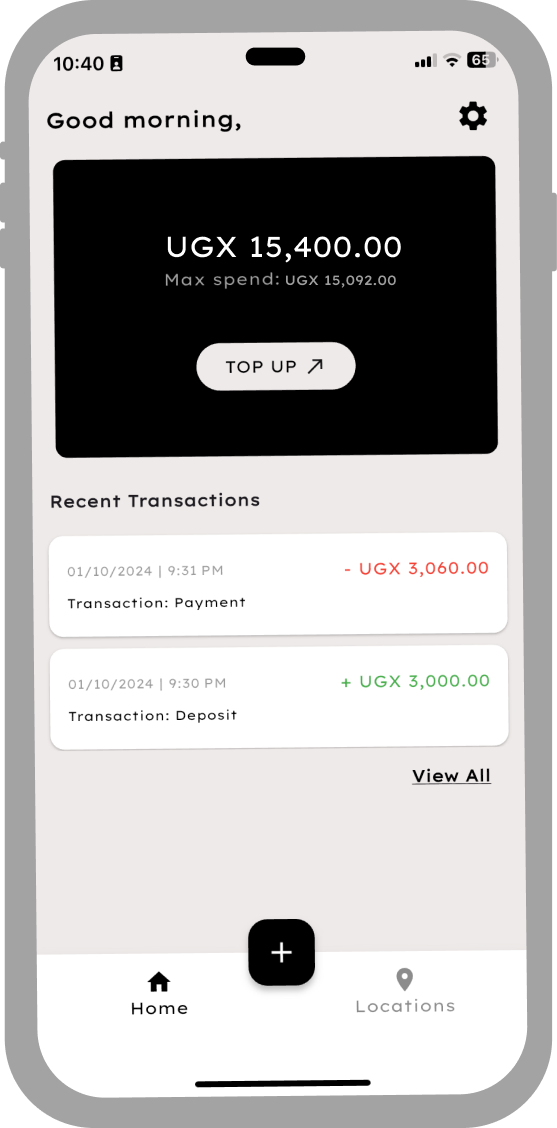 10:40
65
Good morning,
UGX 15,400.00
Max spend: UGX 15,092.00
TOP UP
Recent Transactions
01/10/2024 | 9:31 PM
- UGX 3,060.00
Transaction: Payment
01/10/2024 | 9:30 PM
+ UGX 3,000.00
Transaction: Deposit
View All
Home
Locations